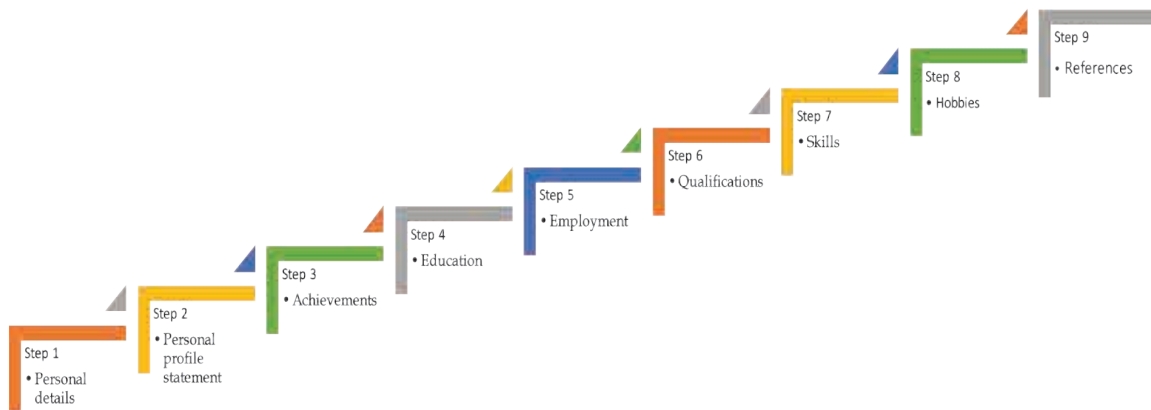 Step 1
• Personal
details
Step 2
• Personal
profile
statement
Step 3
• Achievements
Step 4
• Education
Step 5
• Employment
Step 6
• Qualifications
Step 7
• Skills
Step 8
• Hobbies
Step 9
• References